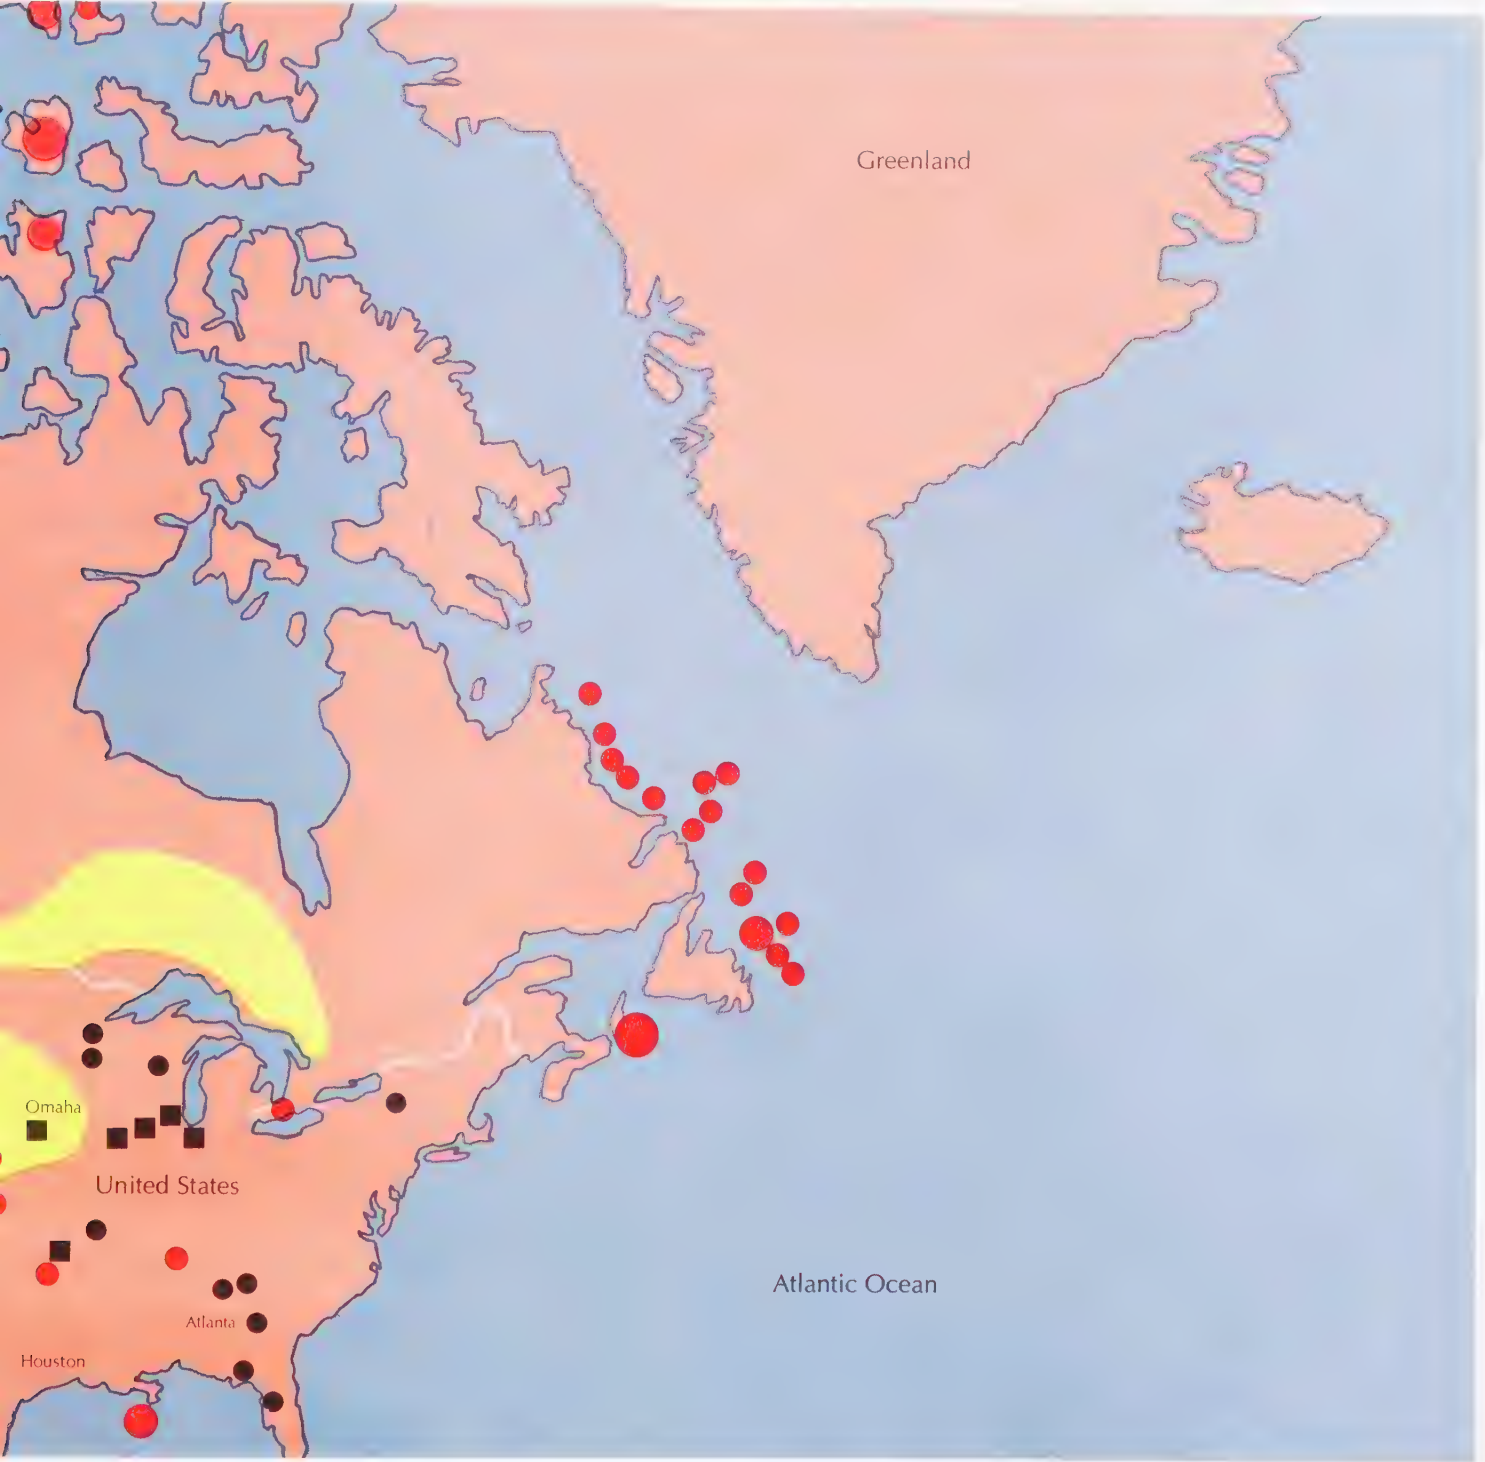 Greenland
Omaha
United States
Atlantic Ocean
Atlanta
Houston